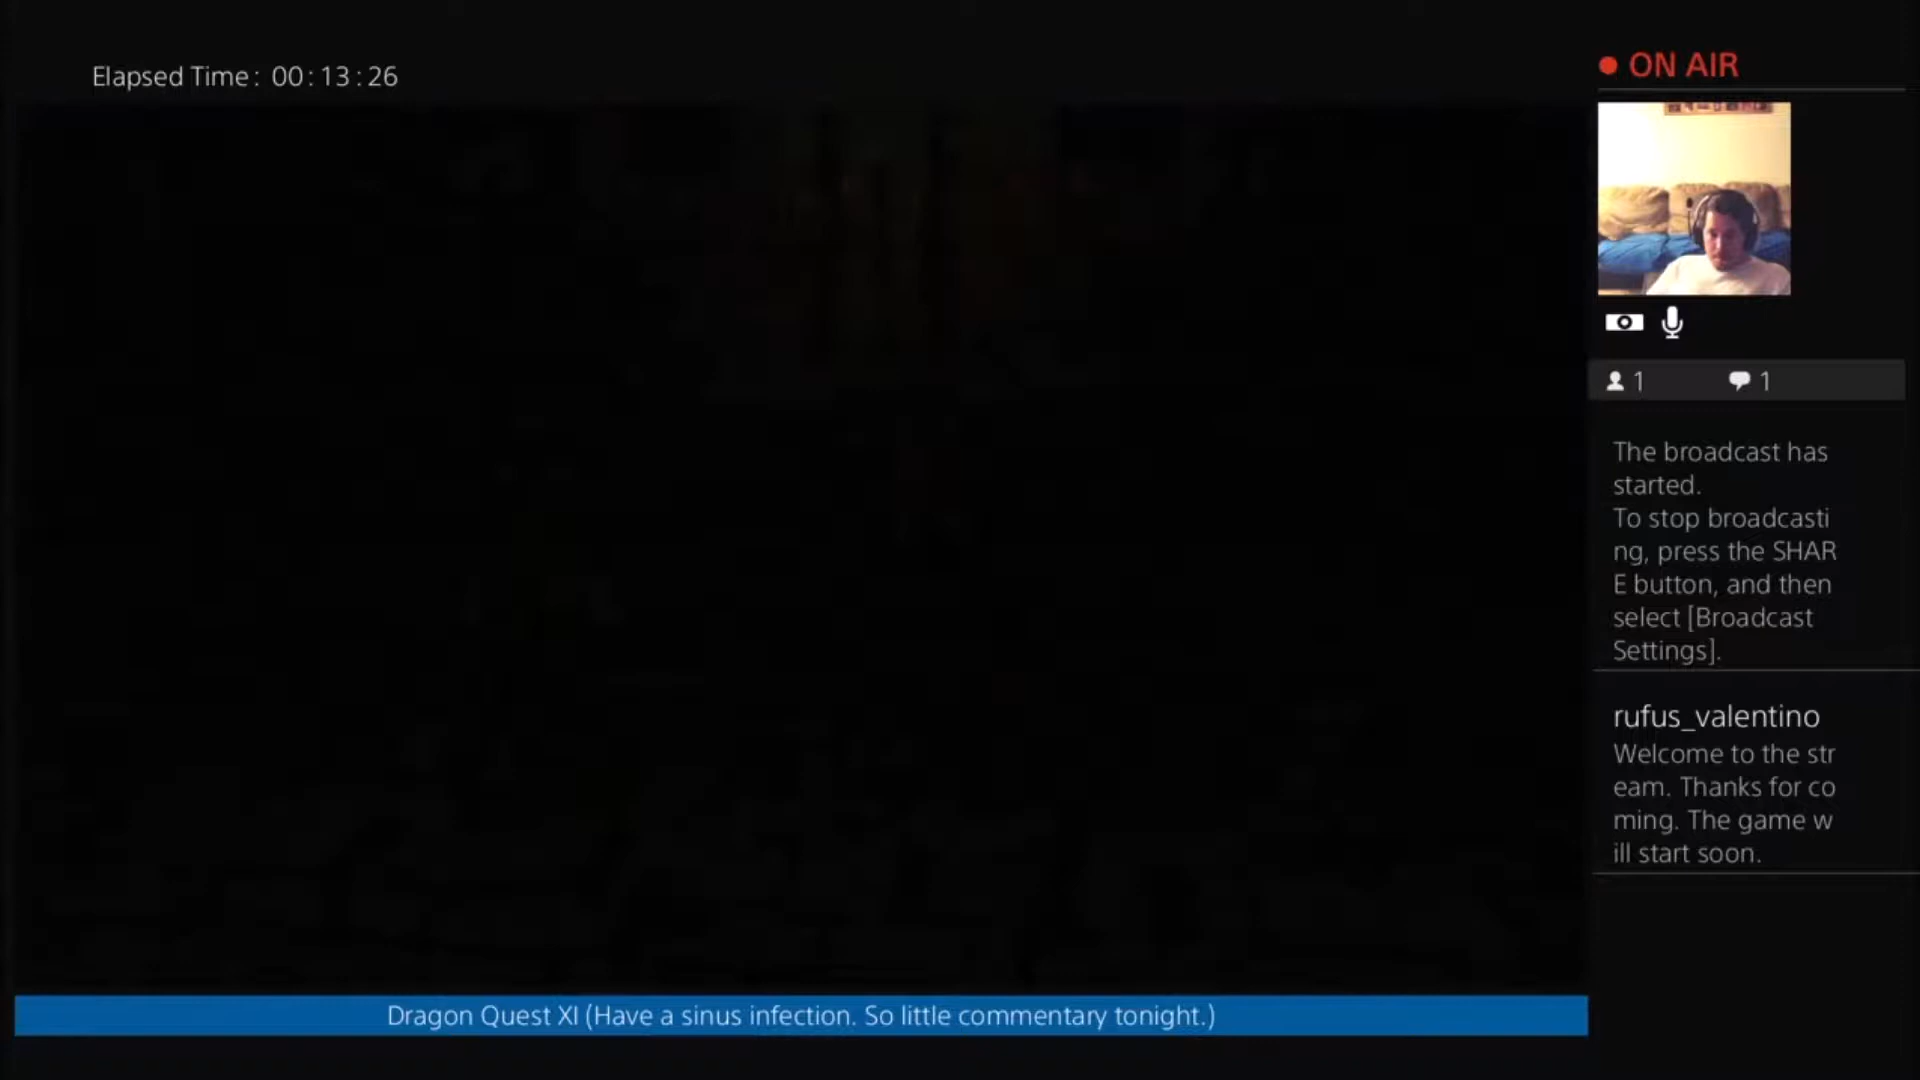 Elapsed Time: 00:13:26
ON AIR
1 1
The broadcast has
started.
To stop broadcasti
ng, press the SHAR
E button, and then
select [Broadcast
Settings].
rufus_valentino
Welcome to the str
eam. Thanks for co
ming. The game w
ill start soon.
Dragon Quest XI (Have a sinus infection. So little commentary tonight.)